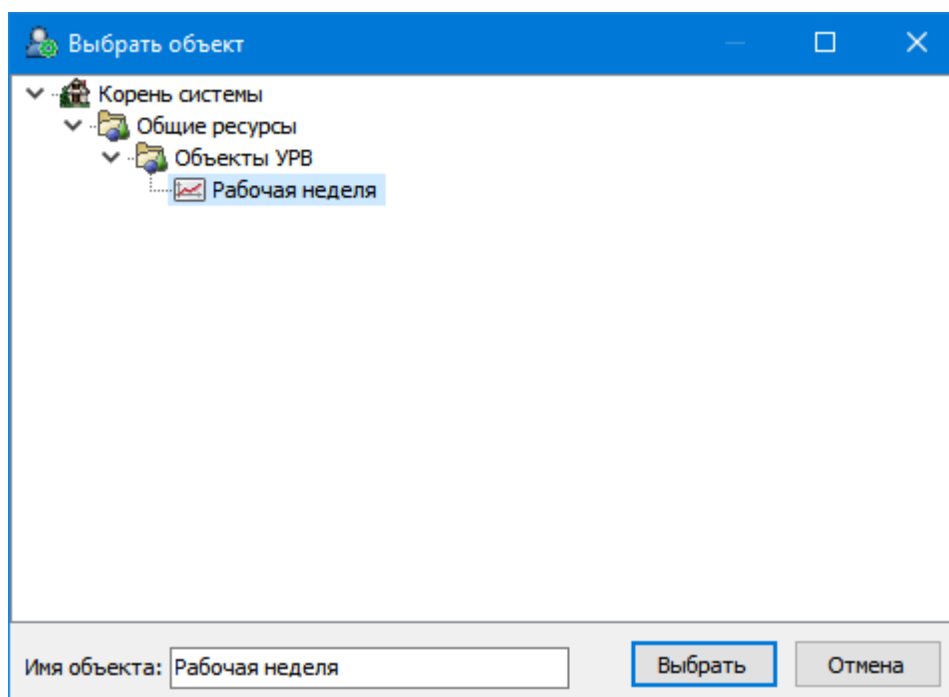 Выбрать объект
Корень системы
Общие ресурсы
Объекты УРВ
Рабочая неделя
Имя объекта: Рабочая неделя Выбрать Отмена